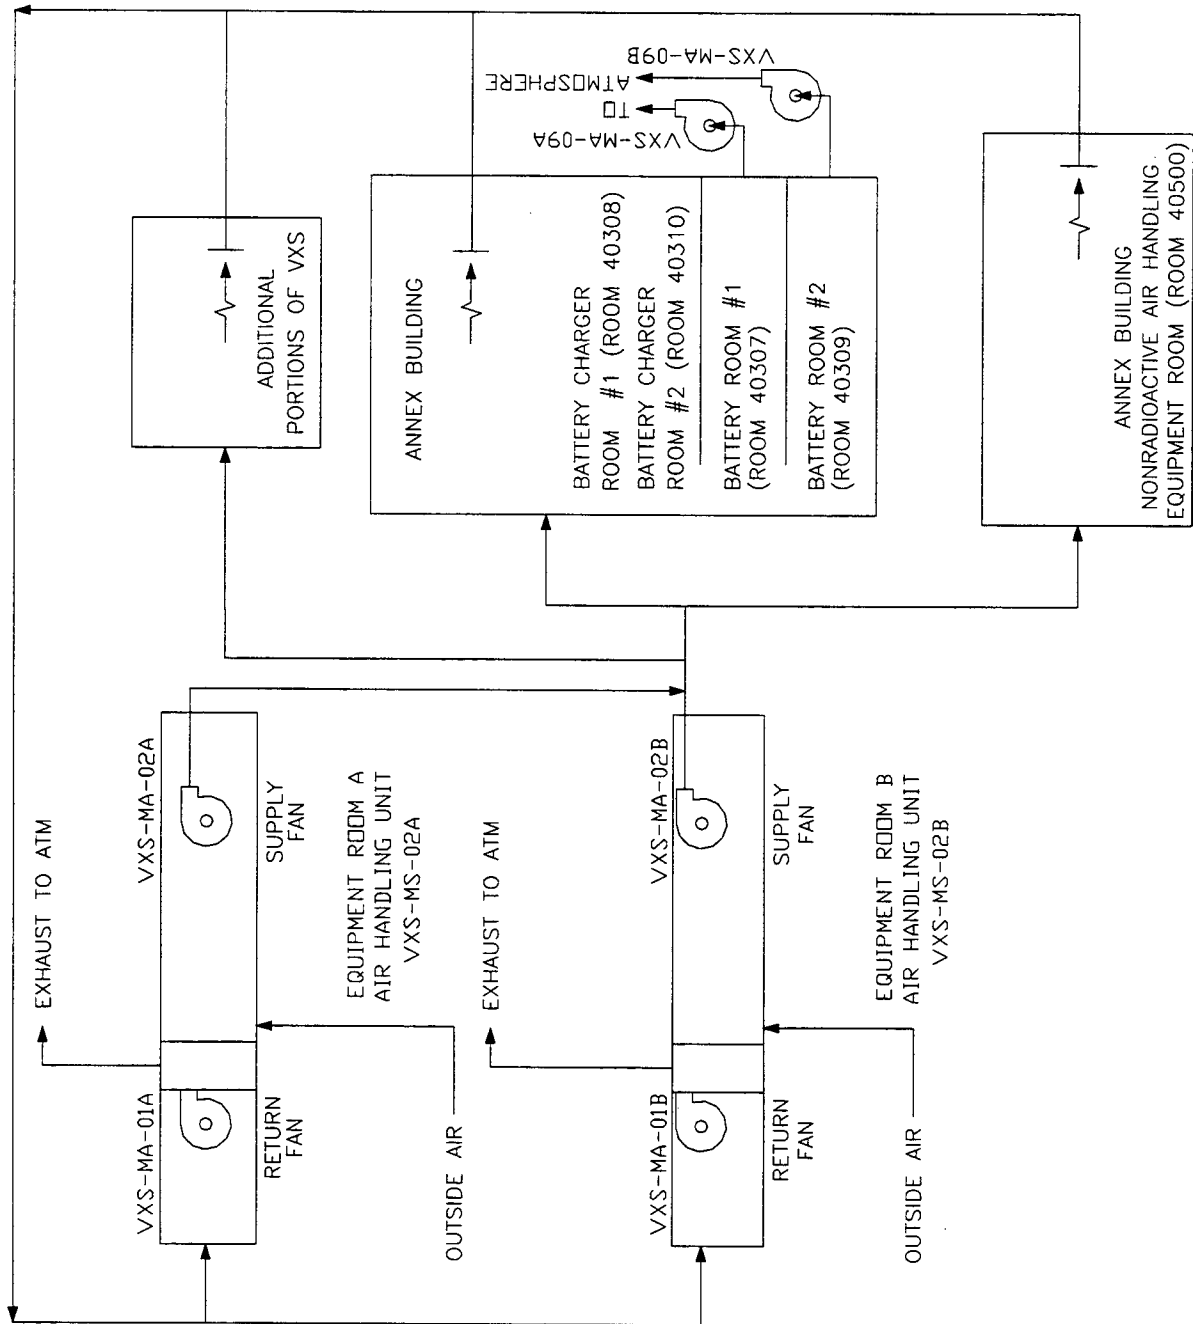 EXHAUST TO ATM
VXS-MA-01A
VXS-MA-02A
RETURN
FAN
SUPPLY
FAN
EQUIPMENT ROOM A
AIR HANDLING UNIT
VXS-MS-02A
OUTSIDE AIR
EXHAUST TO ATM
VXS-MA-01B
VXS-MA-02B
RETURN
FAN
SUPPLY
FAN
EQUIPMENT ROOM B
AIR HANDLING UNIT
VXS-MS-02B
OUTSIDE AIR
ADDITIONAL
PORTIONS OF VXS
ANNEX BUILDING
BATTERY CHARGER
ROOM #1 (ROOM 40308)
BATTERY CHARGER
ROOM #2 (ROOM 40310)
BATTERY ROOM #1
(ROOM 40307)
BATTERY ROOM #2
(ROOM 40309)
VXS-MA-09A
TO
ATMOSPHERE
VXS-MA-09B
ANNEX BUILDING
NONRADIOACTIVE AIR HANDLING
EQUIPMENT ROOM (ROOM 40500)